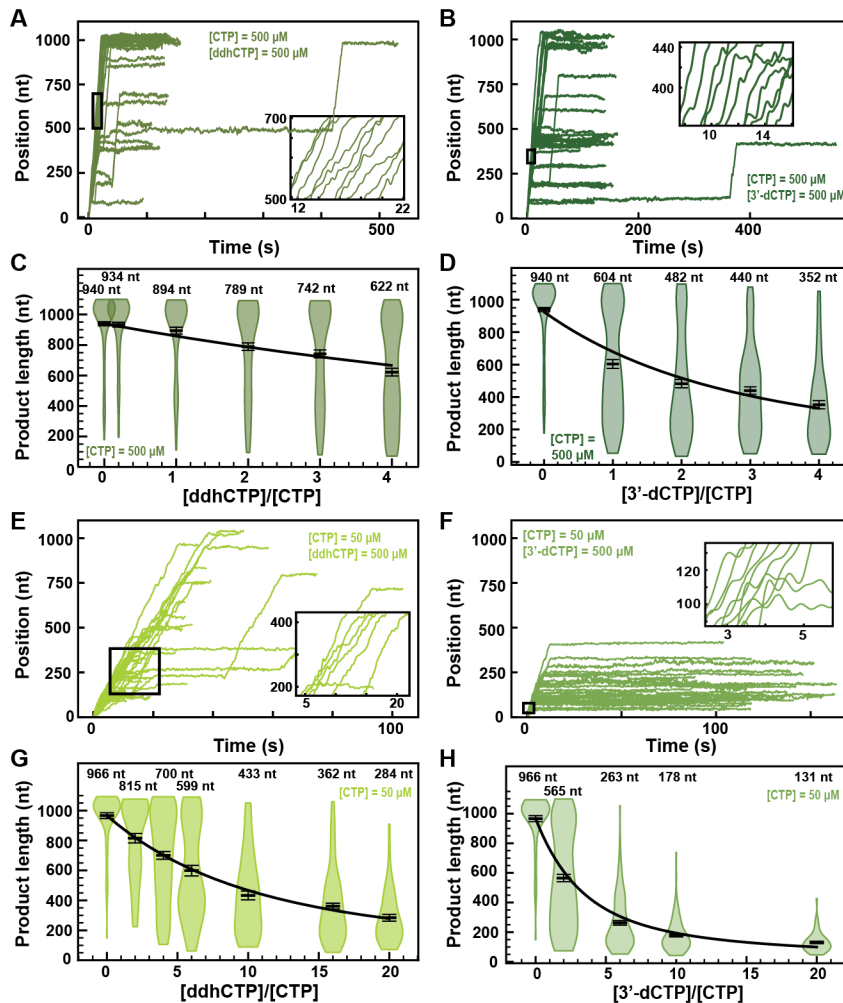 A
[CTP] = 500 µM
[ddhCTP] = 500 µM
Position (nt)
1000
750
500
250
0
700
500
12 22
0 500
Time (s)
B
Position (nt)
1000
750
500
250
0
440
400
10 14
[CTP] = 500 µM
[3'-dCTP] = 500 µM
0 200 400
Time (s)
C
Product length (nt)
1000
800
600
400
200
0
934 nt
940 nt 894 nt 789 nt 742 nt 622 nt
[CTP] = 500 µM
0 1 2 3 4
[ddhCTP]/[CTP]
D
Product length (nt)
1000
800
600
400
200
0
940 nt 604 nt 482 nt 440 nt 352 nt
[CTP] =
500 µM
0 1 2 3 4
[3'-dCTP]/[CTP]
E
Position (nt)
1000
750
500
250
0
[CTP] = 50 µM
[ddhCTP] = 500 µM
400
200
5 20
0 100
Time (s)
F
Position (nt)
1000
750
500
250
0
[CTP] = 50 µM
[3'-dCTP] = 500 µM
120
100
3 5
0 100
Time (s)
G
Product length (nt)
1000
800
600
400
200
0
966 nt 700 nt 433 nt 362 nt 284 nt
815 nt 599 nt
[CTP] = 50 µM
0 5 10 15 20
[ddhCTP]/[CTP]
H
Product length (nt)
1000
800
600
400
200
0
966 nt 263 nt 178 nt 131 nt
565 nt
[CTP] = 50 µM
0 5 10 15 20
[3'-dCTP]/[CTP]